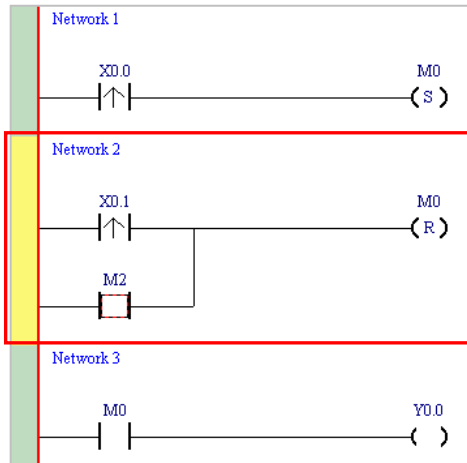 Network 1
X0.0 M0
S
Network 2
X0.1 M0
R
M2
Network 3
M0 Y0.0